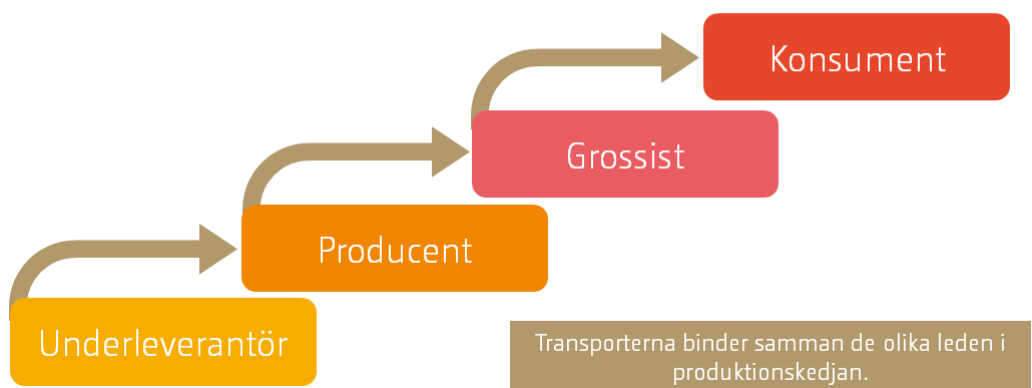 Konsument
Grossist
Producent
Underleverantör
Transporterna binder samman de olika leden i
produktionskedjan.